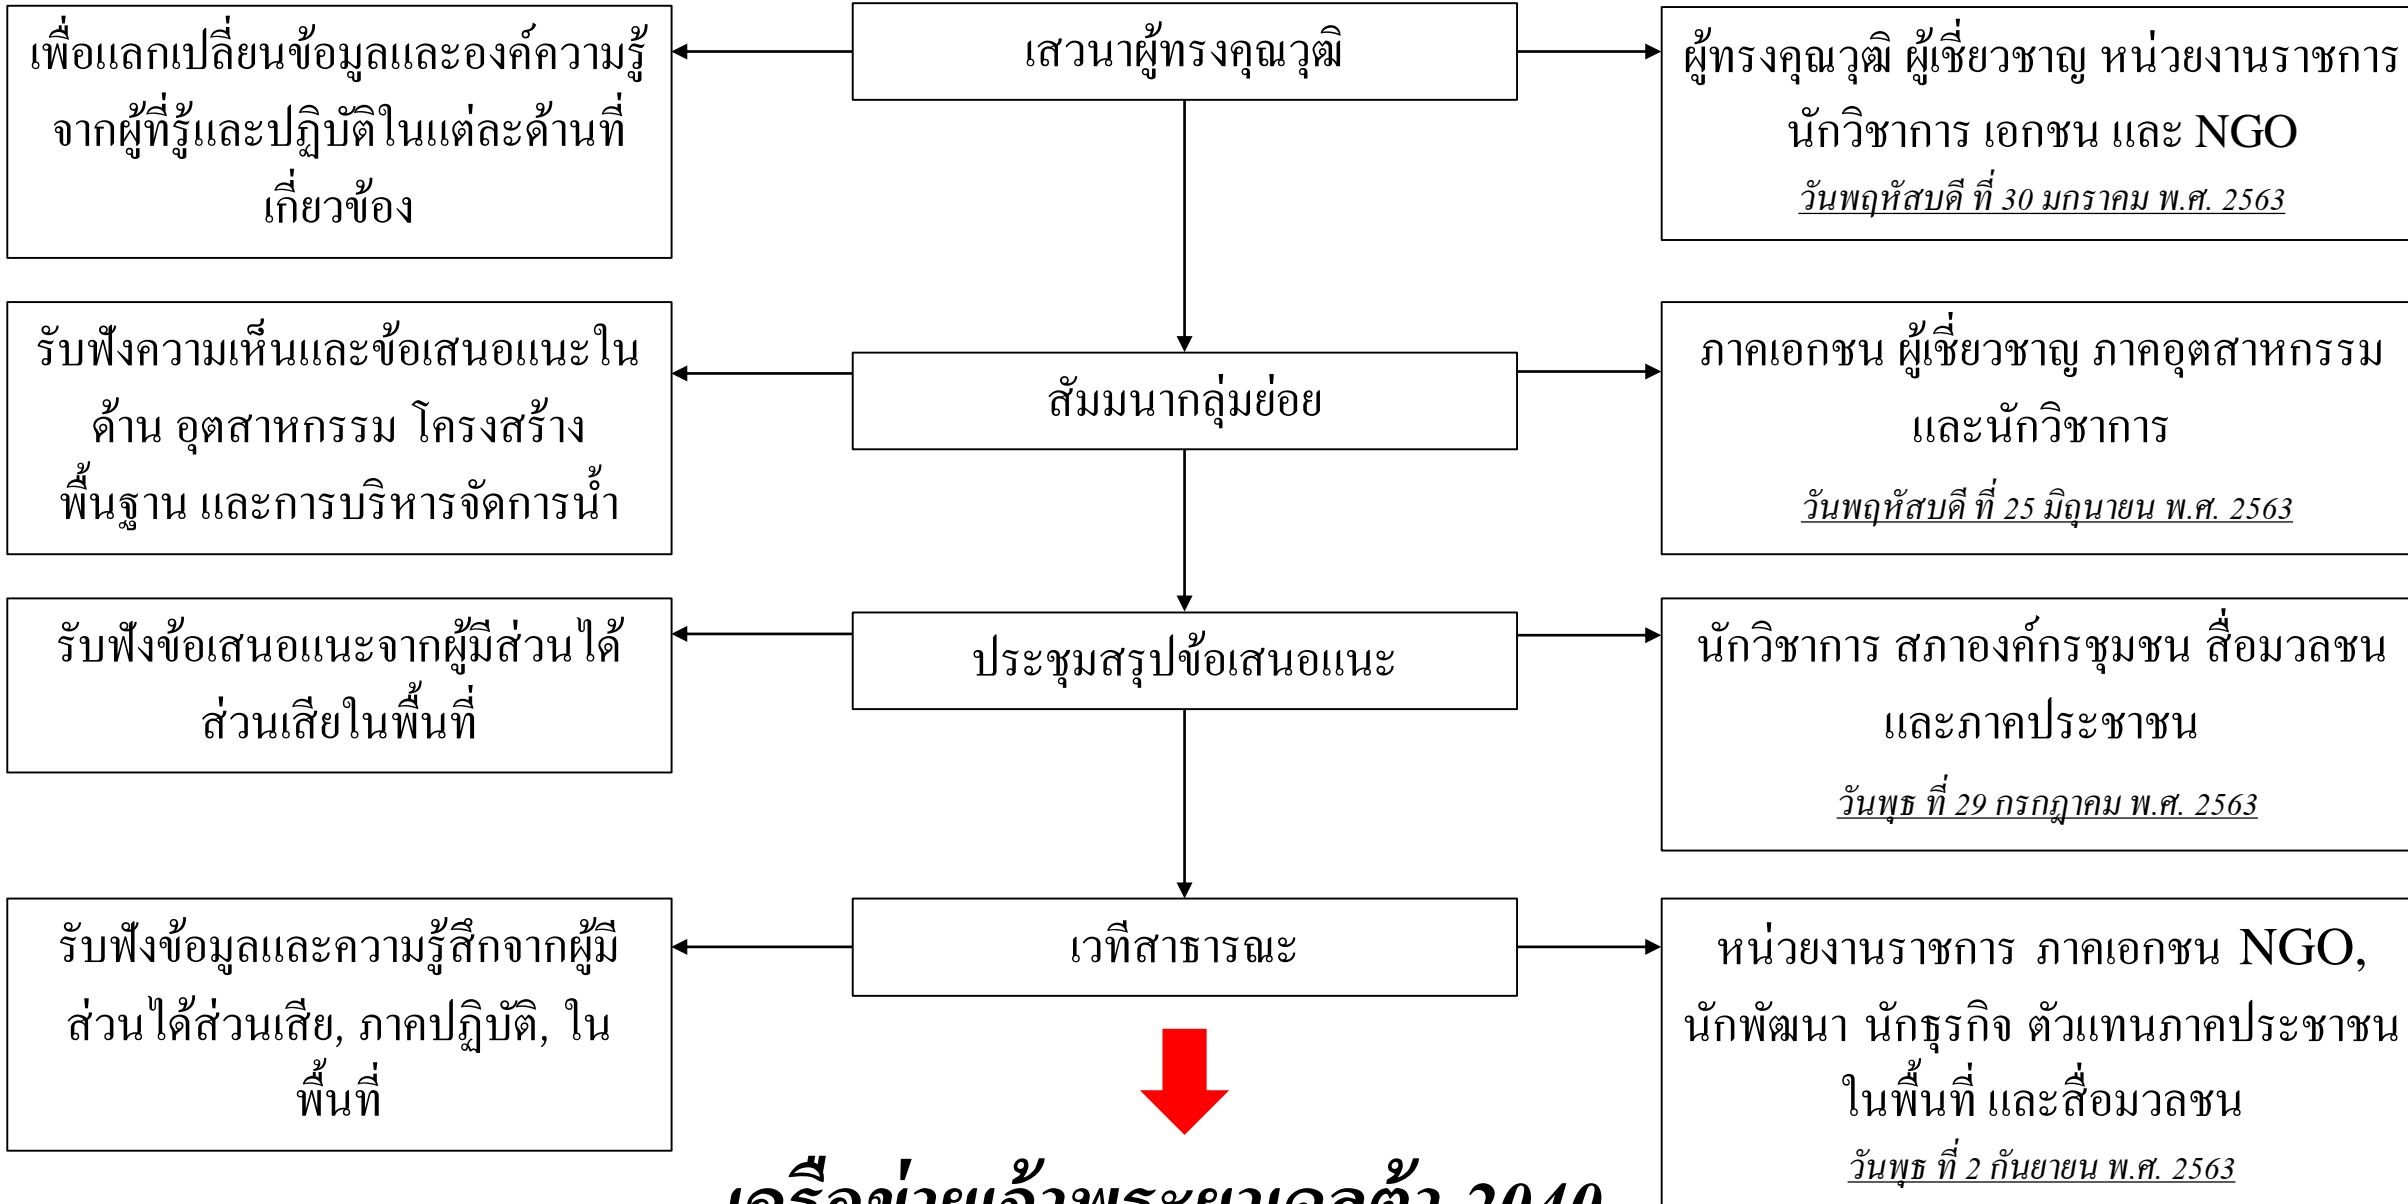 เพื่อแลกเปลี่ยนข้อมูลและองค์ความรู้
จากผู้ที่รู้และปฏิบัติในแต่ละด้านที่
เกี่ยวข้อง
เสวนาผู้ทรงคุณวุฒิ
ผู้ทรงคุณวุฒิ ผู้เชี่ยวชาญ หน่วยงานราชการ
นักวิชาการ เอกชน และ NGO
วันพฤหัสบดี ที่ 30 มกราคม พ.ศ. 2563
รับฟังความเห็นและข้อเสนอแนะใน
ด้าน อุตสาหกรรม โครงสร้าง
พื้นฐาน และการบริหารจัดการน้ำ
สัมมนากลุ่มย่อย
ภาคเอกชน ผู้เชี่ยวชาญ ภาคอุตสาหกรรม
และนักวิชาการ
วันพฤหัสบดี ที่ 25 มิถุนายน พ.ศ. 2563
รับฟังข้อเสนอแนะจากผู้มีส่วนได้
ส่วนเสียในพื้นที่
ประชุมสรุปข้อเสนอแนะ
นักวิชาการ สภาองค์กรชุมชน สื่อมวลชน
และภาคประชาชน
วันพุธ ที่ 29 กรกฎาคม พ.ศ. 2563
รับฟังข้อมูลและความรู้สึกจากผู้มี
ส่วนได้ส่วนเสีย, ภาคปฏิบัติ, ใน
พื้นที่
เวทีสาธารณะ
หน่วยงานราชการ ภาคเอกชน NGO,
นักพัฒนา นักธุรกิจ ตัวแทนภาคประชาชน
ในพื้นที่ และสื่อมวลชน
วันพุธ ที่ 2 กันยายน พ.ศ. 2563
เครือข่ายเจ้าพระยาเดลต้า 2040